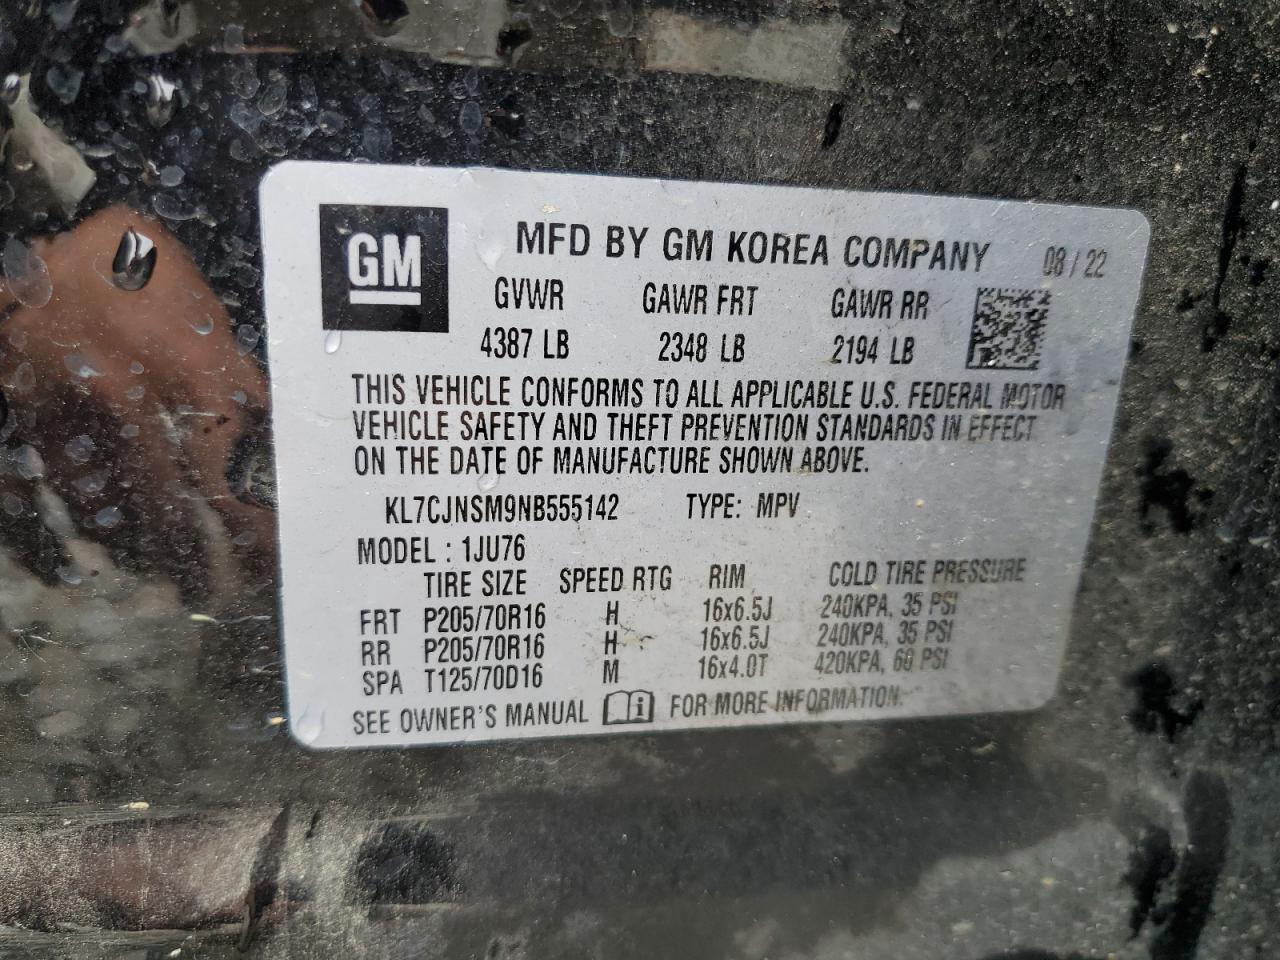 GM
MFD BY GM KOREA COMPANY 08 / 22
GVWR GAWR FRT GAWR RR
4387 LB 2348 LB 2194 LB
THIS VEHICLE CONFORMS TO ALL APPLICABLE U.S. FEDERAL MOTOR
VEHICLE SAFETY AND THEFT PREVENTION STANDARDS IN EFFECT
ON THE DATE OF MANUFACTURE SHOWN ABOVE.
KL7CJNSM9NB555142 TYPE: MPV
MODEL : 1JU76
TIRE SIZE SPEED RTG RIM COLD TIRE PRESSURE
FRT P205/70R16 H 16x6.5J 240KPA, 35 PSI
RR P205/70R16 H 16x6.5J 240KPA, 35 PSI
SPA T125/70D16 M 16x4.0T 420KPA, 60 PSI
SEE OWNER'S MANUAL i FOR MORE INFORMATION.